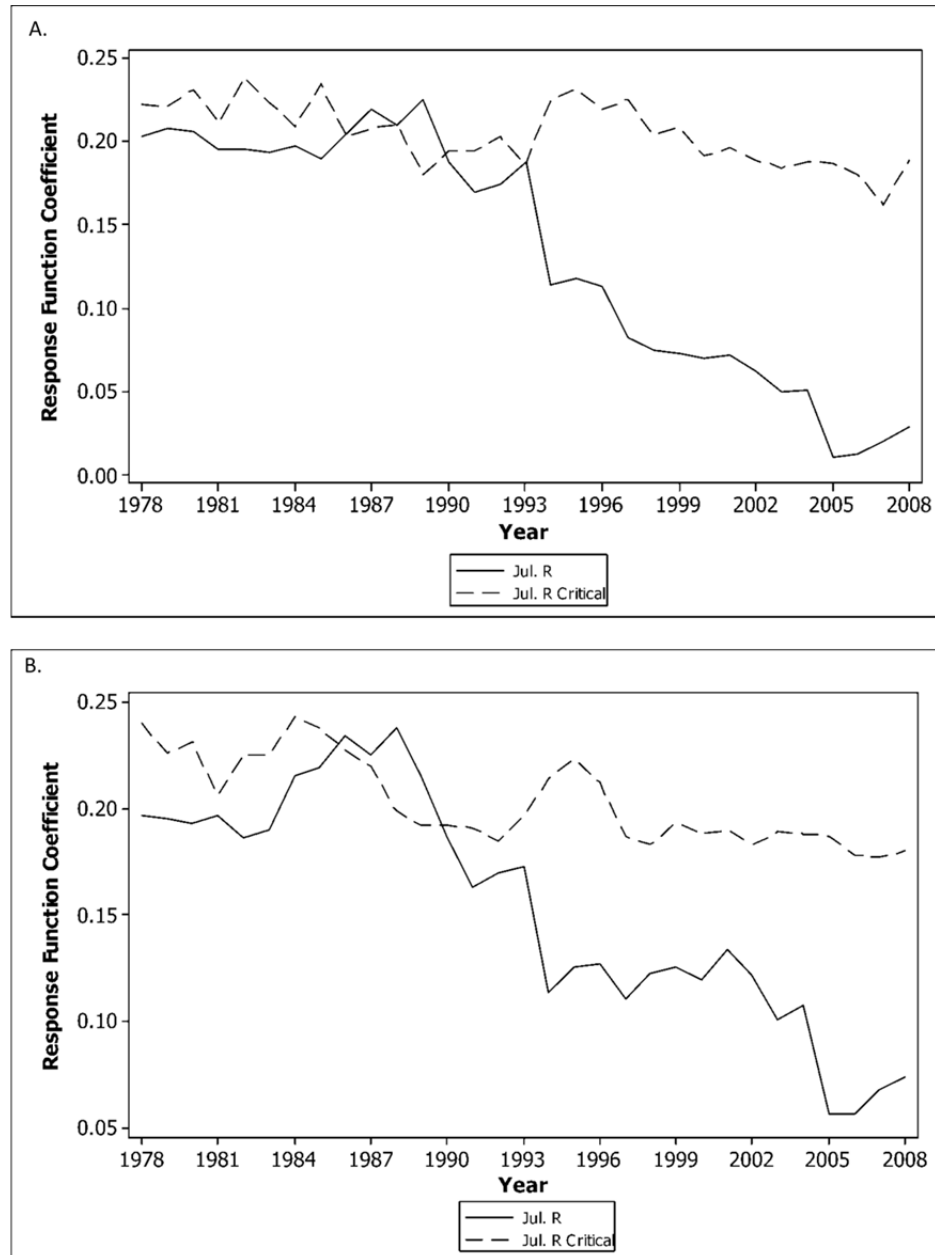 A.
Response Function Coefficient
0.25
0.20
0.15
0.10
0.05
0.00
1978 1981 1984 1987 1990 1993 1996 1999 2002 2005 2008
Year
Jul. R
Jul. R Critical
B.
Response Function Coefficient
0.25
0.20
0.15
0.10
0.05
1978 1981 1984 1987 1990 1993 1996 1999 2002 2005 2008
Year
Jul. R
Jul. R Critical